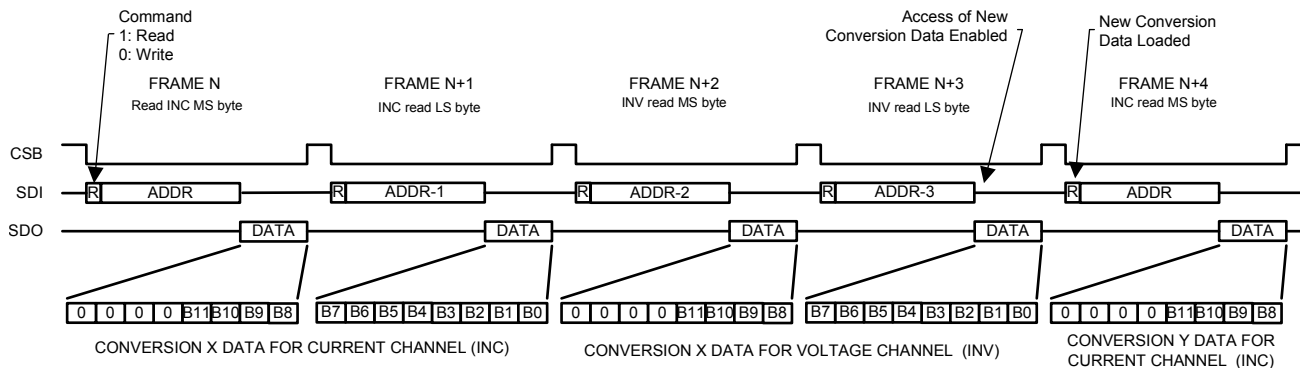 Command
1: Read
0: Write
Access of New
Conversion Data Enabled
New Conversion
Data Loaded
FRAME N
Read INC MS byte
FRAME N+1
INC read LS byte
FRAME N+2
INV read MS byte
FRAME N+3
INV read LS byte
FRAME N+4
INC read MS byte
CSB
SDI R ADDR R ADDR-1 R ADDR-2 R ADDR-3 R ADDR
SDO DATA DATA DATA DATA DATA
0 0 0 0 B11 B10 B9 B8 B7 B6 B5 B4 B3 B2 B1 B0 0 0 0 0 B11 B10 B9 B8 B7 B6 B5 B4 B3 B2 B1 B0 0 0 0 0 B11 B10 B9 B8
CONVERSION X DATA FOR CURRENT CHANNEL (INC)
CONVERSION X DATA FOR VOLTAGE CHANNEL (INV)
CONVERSION Y DATA FOR
CURRENT CHANNEL (INC)